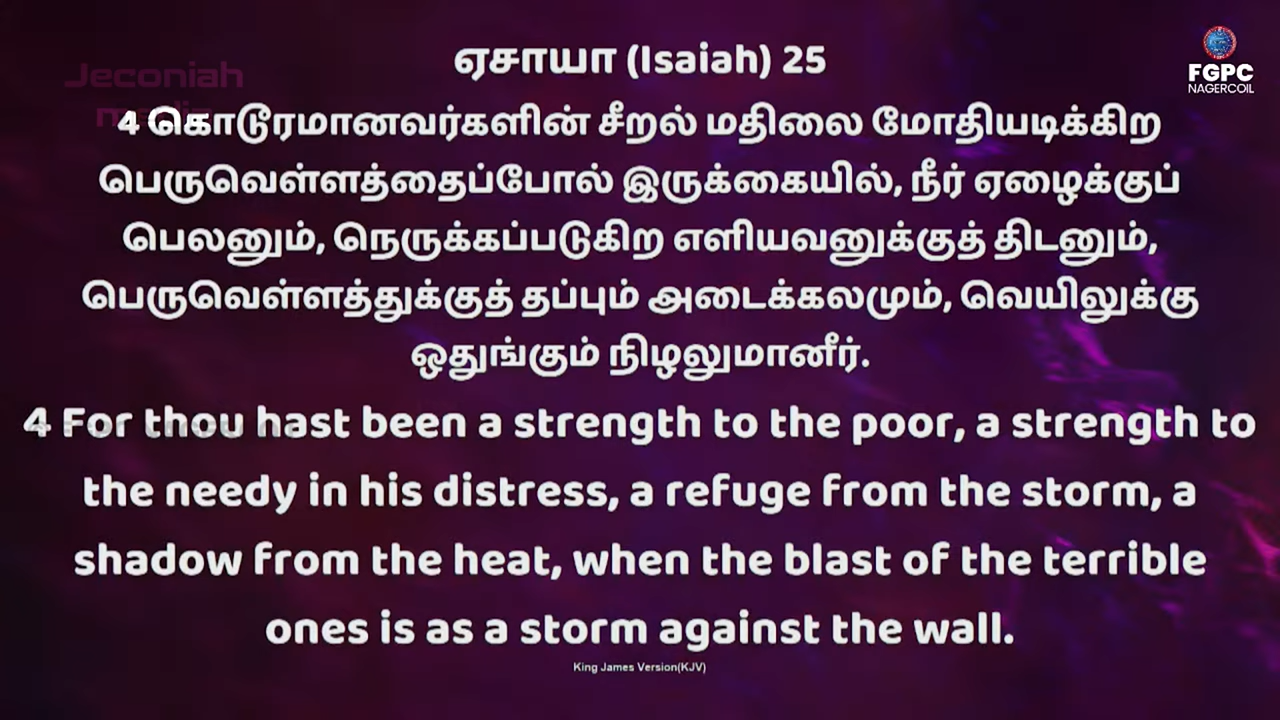 ஏசாயா (Isaiah) 25
FGPC
NAGERCOIL
Jeconiah
media
4 கொடூரமானவர்களின் சீறல் மதிலை மோதியடிக்கிற
பெருவெள்ளத்தைப்போல் இருக்கையில், நீர் ஏழைக்குப்
பெலனும், நெருக்கப்படுகிற எளியவனுக்குத் திடனும்,
பெருவெள்ளத்துக்குத் தப்பும் அடைக்கலமும், வெயிலுக்கு
ஒதுங்கும் நிழலுமானீர்.
4 For thou hast been a strength to the poor, a strength to
the needy in his distress, a refuge from the storm, a
shadow from the heat, when the blast of the terrible
ones is as a storm against the wall.
King James Version(KJV)